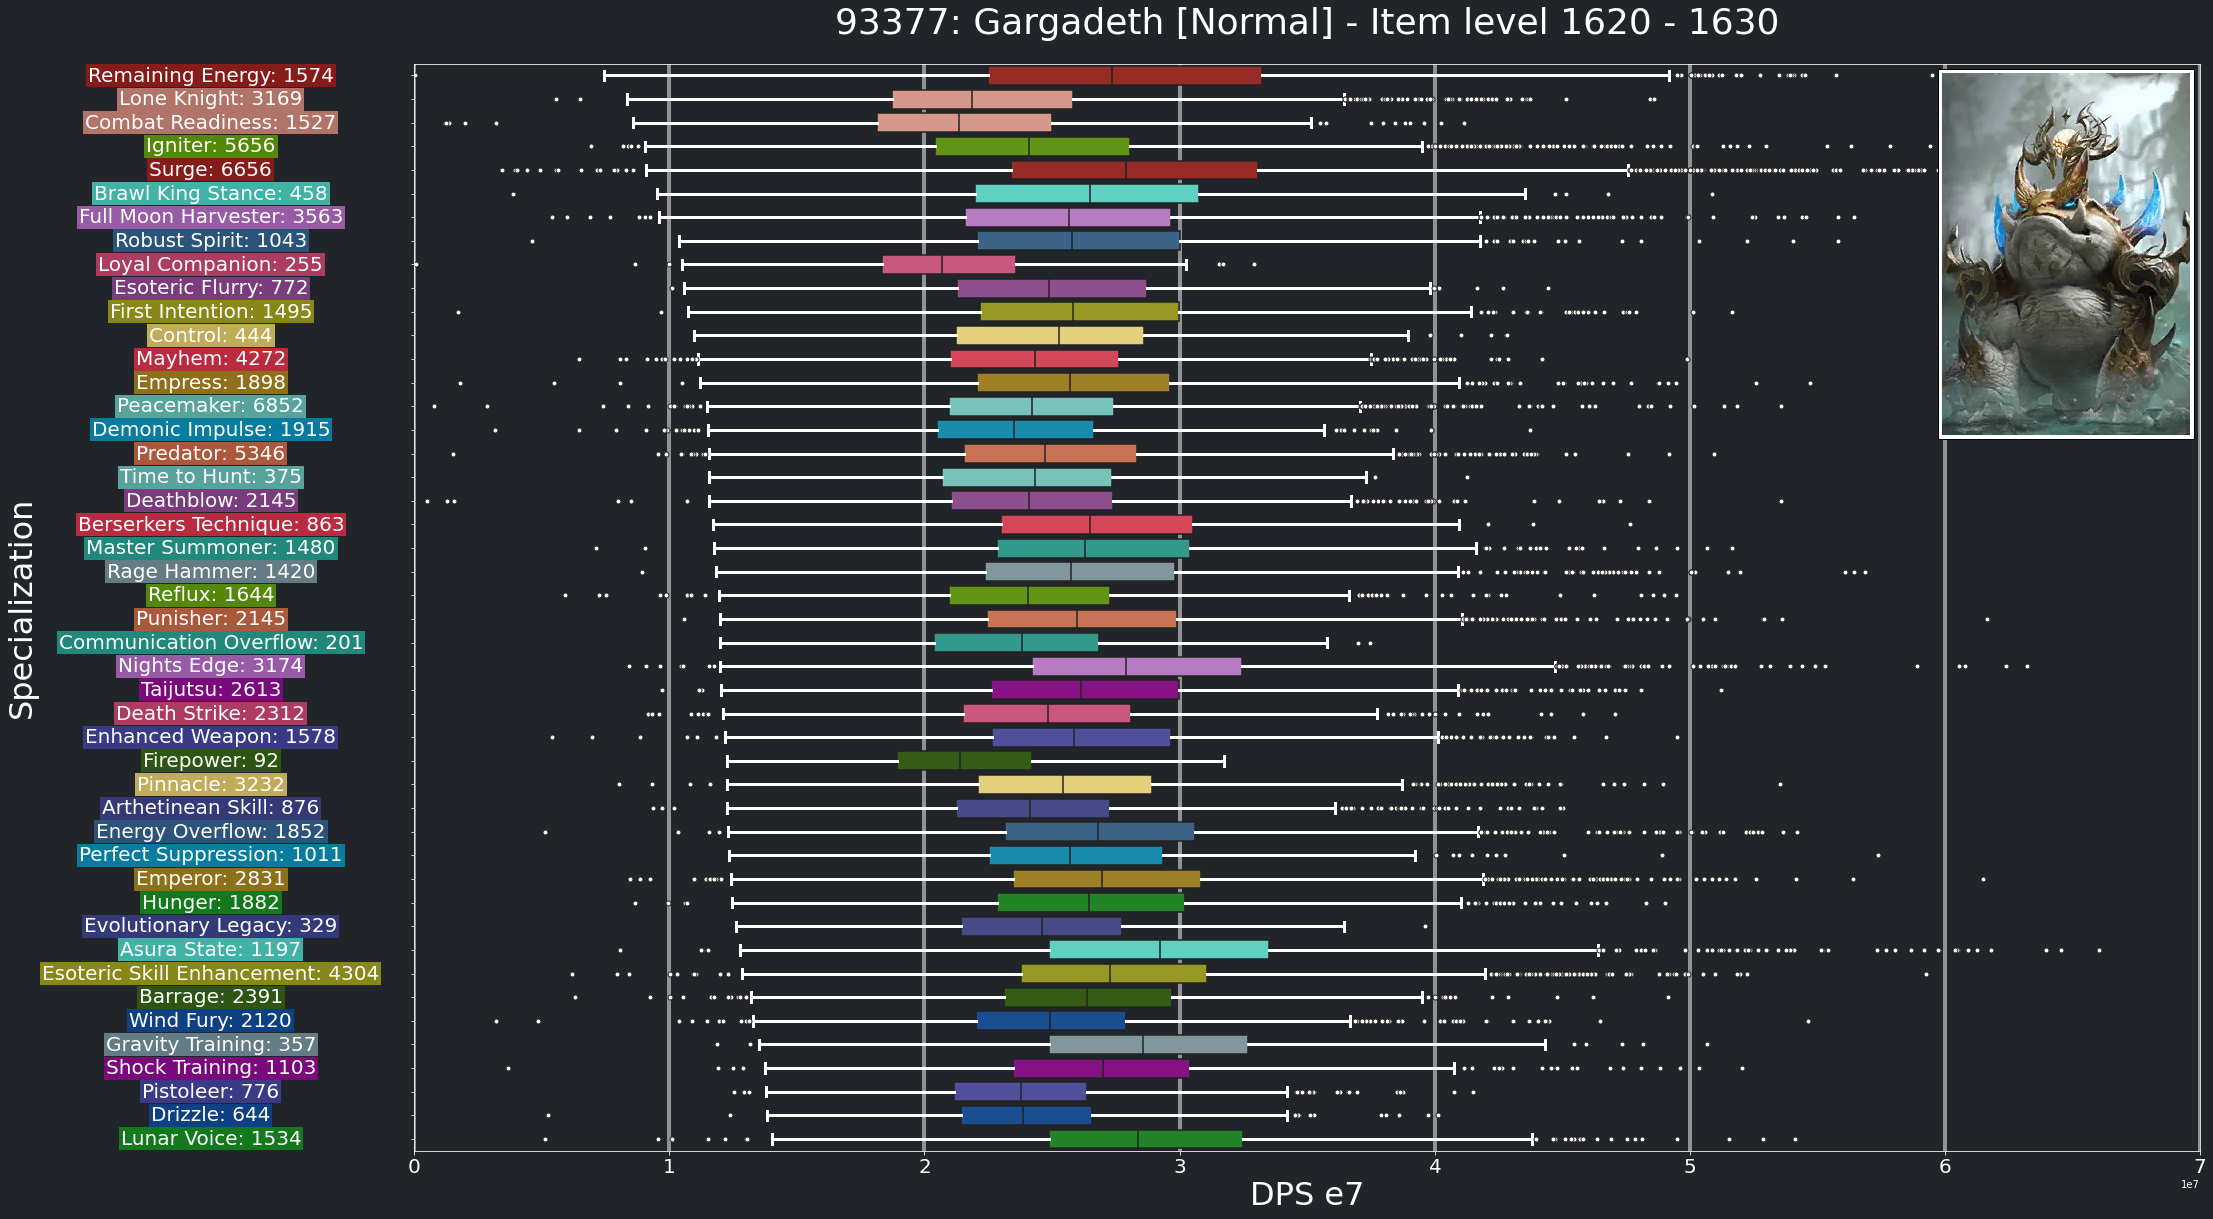 93377: Gargadeth [Normal] - Item level 1620 - 1630
Remaining Energy: 1574
Lone Knight: 3169
Combat Readiness: 1527
Igniter: 5656
Surge: 6656
Brawl King Stance: 458
Full Moon Harvester: 3563
Robust Spirit: 1043
Loyal Companion: 255
Esoteric Flurry: 772
First Intention: 1495
Control: 444
Mayhem: 4272
Empress: 1898
Peacemaker: 6852
Demonic Impulse: 1915
Predator: 5346
Time to Hunt: 375
Deathblow: 2145
Berserkers Technique: 863
Master Summoner: 1480
Rage Hammer: 1420
Reflux: 1644
Punisher: 2145
Communication Overflow: 201
Nights Edge: 3174
Taijutsu: 2613
Death Strike: 2312
Enhanced Weapon: 1578
Firepower: 92
Pinnacle: 3232
Arthetinean Skill: 876
Energy Overflow: 1852
Perfect Suppression: 1011
Emperor: 2831
Hunger: 1882
Evolutionary Legacy: 329
Asura State: 1197
Esoteric Skill Enhancement: 4304
Barrage: 2391
Wind Fury: 2120
Gravity Training: 357
Shock Training: 1103
Pistoleer: 776
Drizzle: 644
Lunar Voice: 1534
Specialization
0 1 2 3 4 5 6 7
DPS e7
1e7